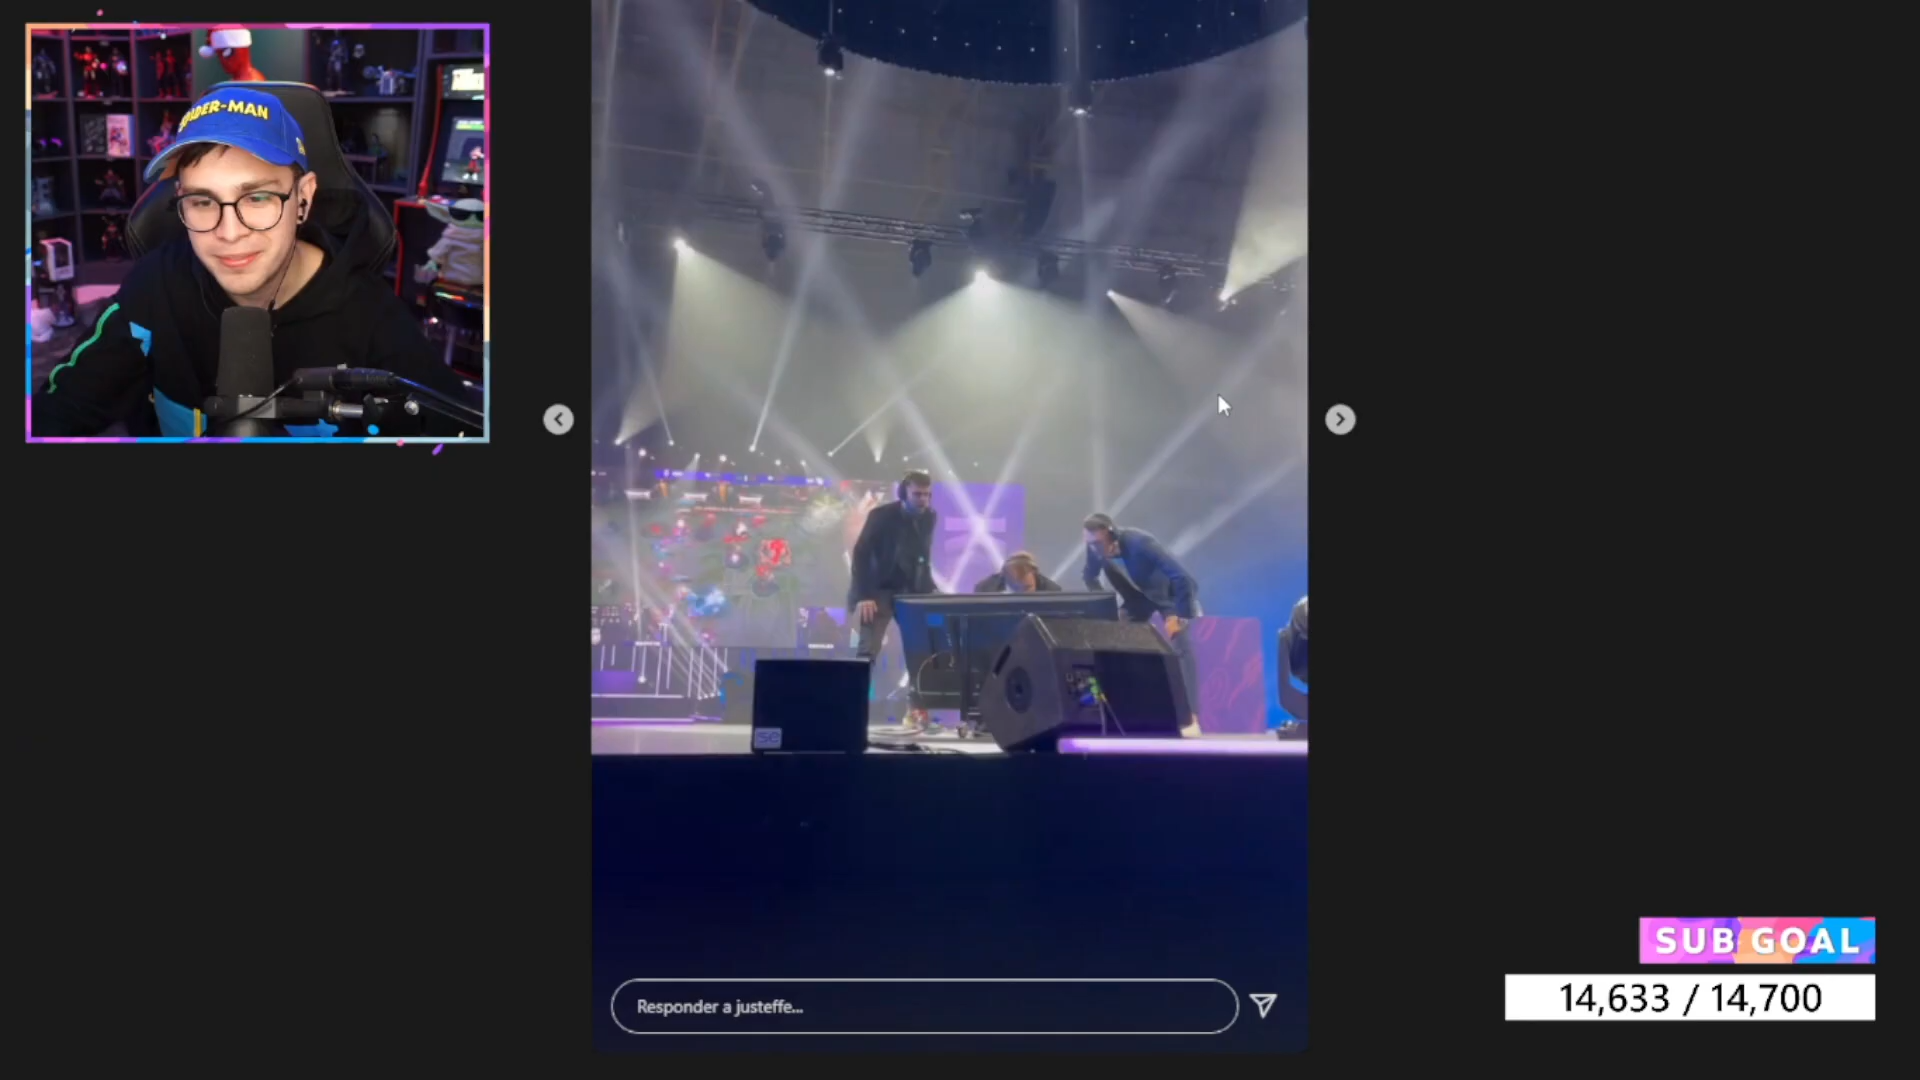 SPIDER-MAN
Responder a justeffe...
SUB GOAL
14,633 / 14,700